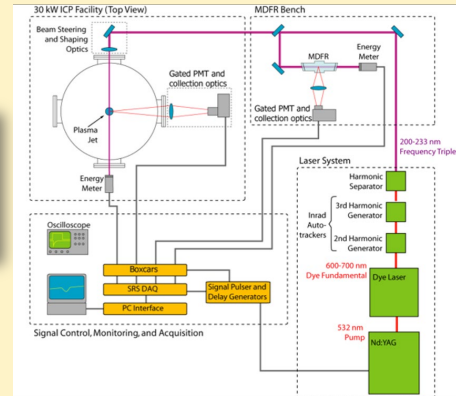 30 kW ICP Facility (Top View)
MDFR Bench
Beam Steering
and Shaping
Optics
Gated PMT and
collection optics
Plasma
Jet
Energy
Meter
MDFR
Energy
Meter
Gated PMT and
collection optics
200-233 nm
Frequency Triple
Laser System
Harmonic
Separator
3rd Harmonic
Generator
Inrad
Auto-
trackers
2nd Harmonic
Generator
600-700 nm
Dye Fundamental
Dye Laser
532 nm
Pump
Nd:YAG
Oscilloscope
Boxcars
SRS DAQ
PC Interface
Signal Pulser and
Delay Generators
Signal Control, Monitoring, and Acquisition